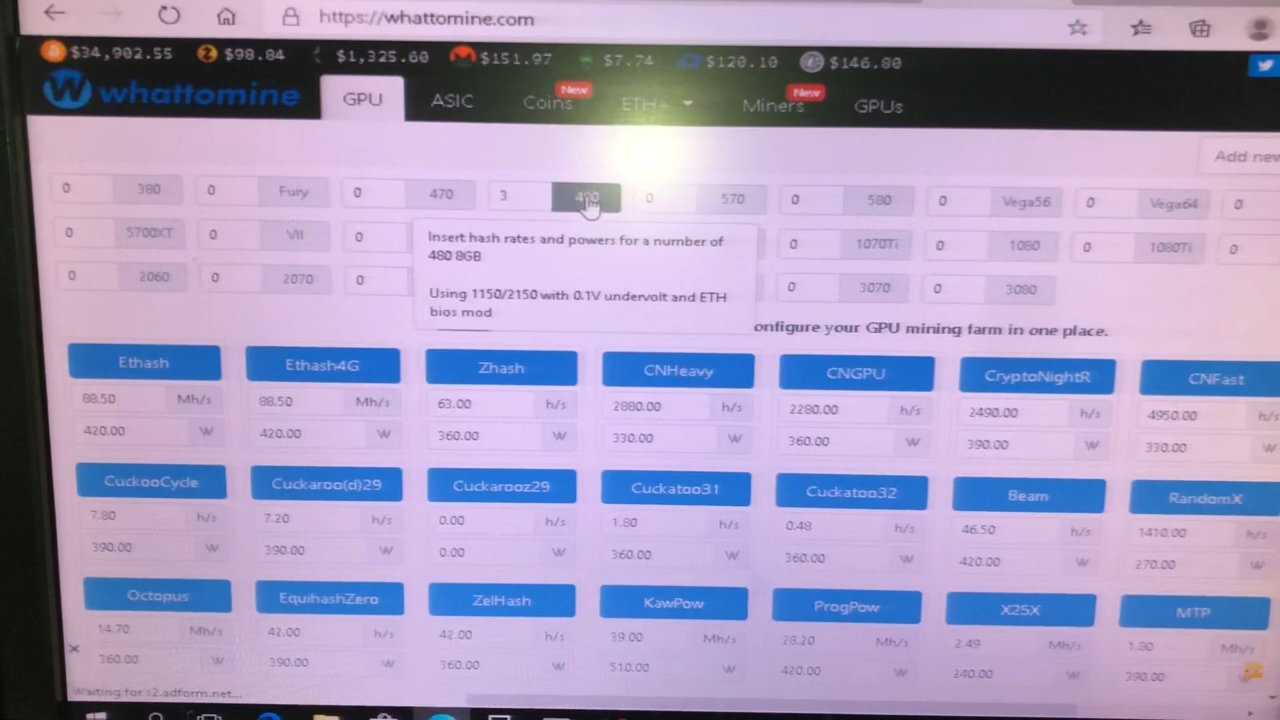 https://whattomine.com
$34,902.55 $98.84 $1,325.60 $151.97 $7.74 $120.10 $146.80
whattomine GPU ASIC Coins New ETH+ Miners New GPUs
Add new
0 380 0 Fury 0 470 3 480 0 570 0 580 0 Vega56 0 Vega64 0
0 5700XT 0 VII 0 0 1070Ti 0 1080 0 1080Ti 0
0 2060 0 2070 0 0 3070 0 3080
Insert hash rates and powers for a number of
480 8GB
Using 1150/2150 with 0.1V undervolt and ETH
bios mod
onfigure your GPU mining farm in one place.
Ethash Ethash4G Zhash CNHeavy CNGPU CryptoNightR CNFast
88.50 Mh/s 88.50 Mh/s 63.00 h/s 2880.00 h/s 2280.00 h/s 2490.00 h/s 4950.00 h/s
420.00 W 420.00 W 360.00 W 330.00 W 360.00 W 390.00 W 330.00 W
CuckooCycle Cuckaroo(d)29 Cuckarooz29 Cuckatoo31 Cuckatoo32 Beam RandomX
7.80 h/s 7.20 h/s 0.00 h/s 1.80 h/s 0.48 h/s 46.50 h/s 1410.00 h/s
390.00 W 390.00 W 0.00 W 360.00 W 360.00 W 420.00 W 270.00 W
Octopus EquihashZero ZelHash KawPow ProgPow X25X MTP
14.70 Mh/s 42.00 h/s 42.00 h/s 39.00 Mh/s 28.20 Mh/s 2.49 Mh/s 1.80 Mh/s
360.00 W 390.00 W 360.00 W 510.00 W 420.00 W 240.00 W 390.00 W
Waiting for s2.adform.net...